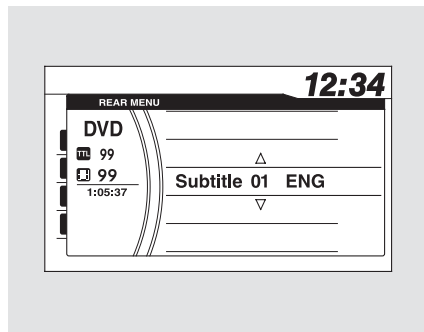 12:34
REAR MENU
DVD
TTL 99
99
1:05:37
Subtitle 01 ENG